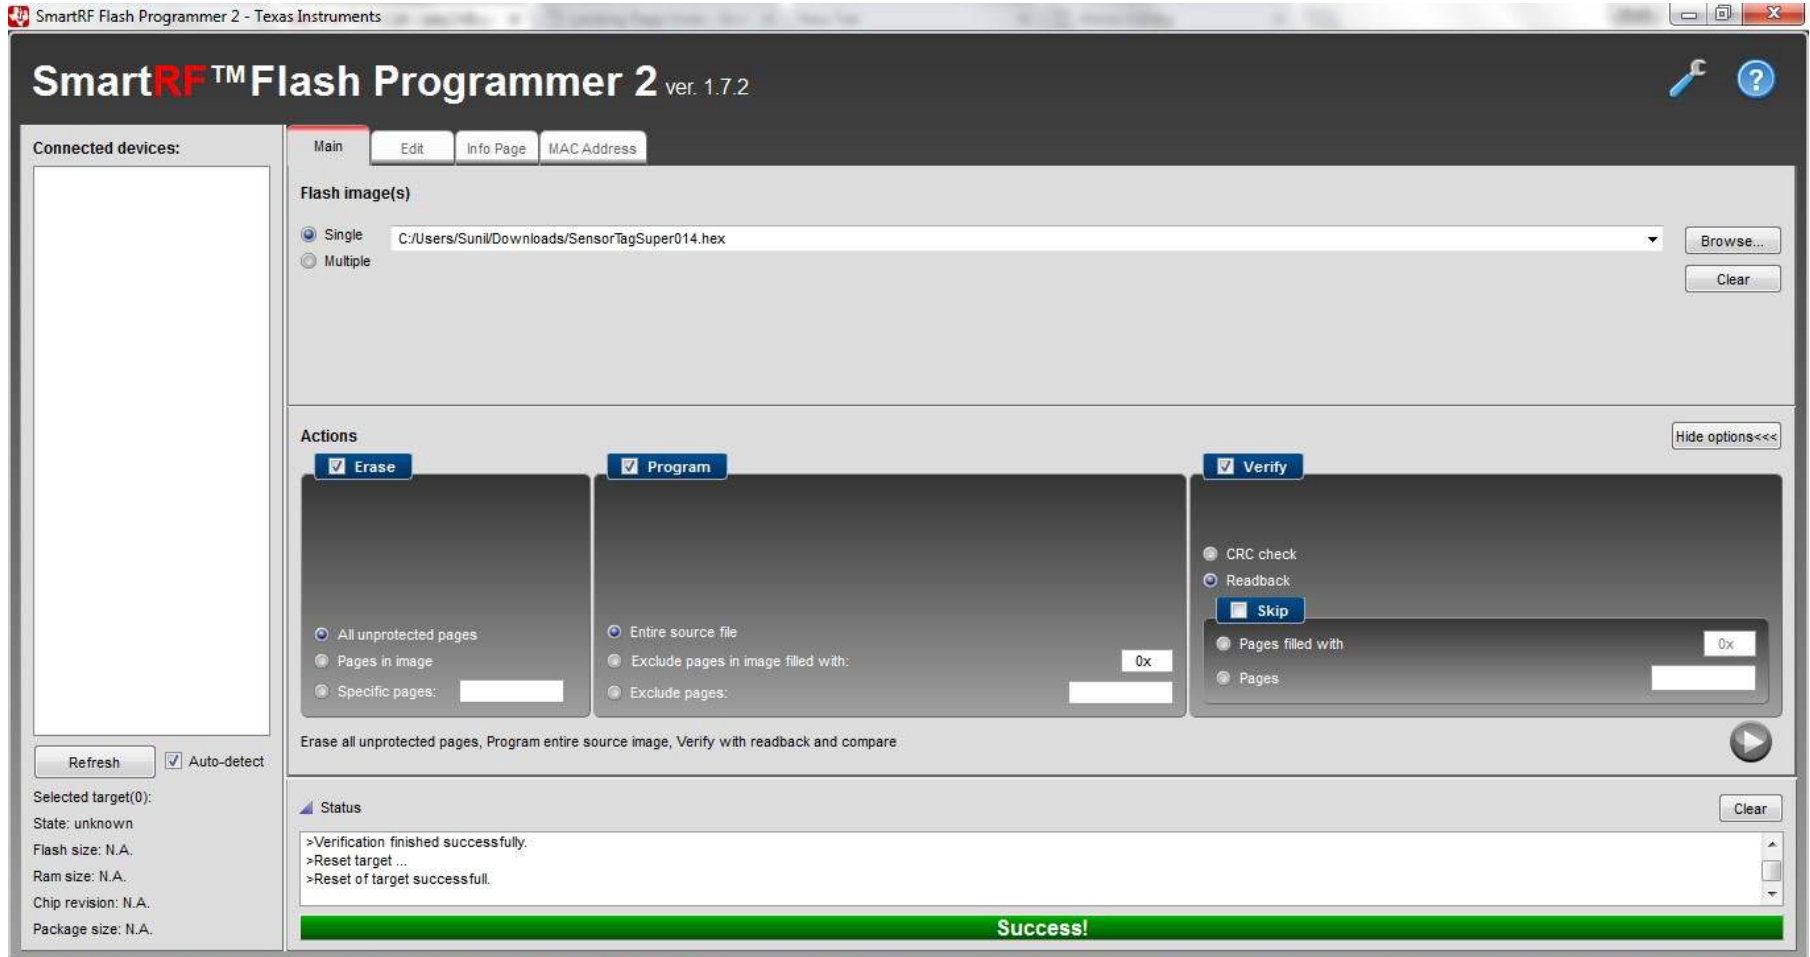 SmartRF Flash Programmer 2 - Texas Instruments
SmartRF™Flash Programmer 2 ver. 1.7.2
Connected devices:
Main
Edit
Info Page
MAC Address
Flash image(s)
Single
C:/Users/Sunil/Downloads/SensorTagSuper014.hex
Browse...
Multiple
Clear
Actions
Hide options<<<
Erase
Program
Verify
CRC check
Readback
Skip
All unprotected pages
Entire source file
Pages filled with
0x
Pages in image
Exclude pages in image filled with:
0x
Pages
Specific pages:
Exclude pages:
Erase all unprotected pages, Program entire source image, Verify with readback and compare
Refresh
Auto-detect
Selected target(0):
State: unknown
Flash size: N.A.
Ram size: N.A.
Chip revision: N.A.
Package size: N.A.
Status
Clear
>Verification finished successfully.
>Reset target ...
>Reset of target successfull.
Success!